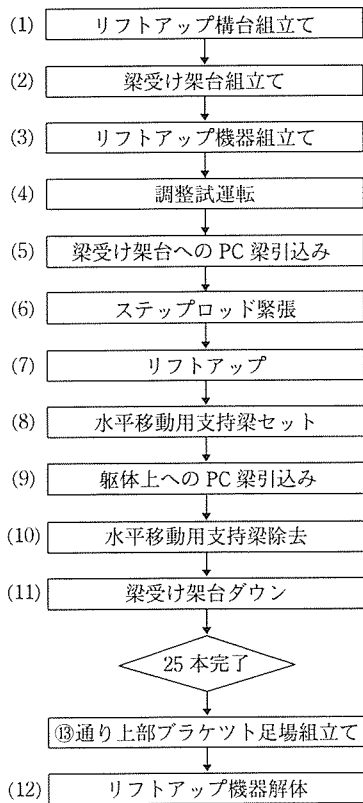 (1) リフトアップ構台組立て
(2) 梁受け架台組立て
(3) リフトアップ機器組立て
(4) 調整試運転
(5) 梁受け架台へのPC梁引込み
(6) ステップロッド緊張
(7) リフトアップ
(8) 水平移動用支持梁セット
(9) 躯体上へのPC梁引込み
(10) 水平移動用支持梁除去
(11) 梁受け架台ダウン
25本完了
⑬通り上部ブラケツト足場組立て
(12) リフトアップ機器解体